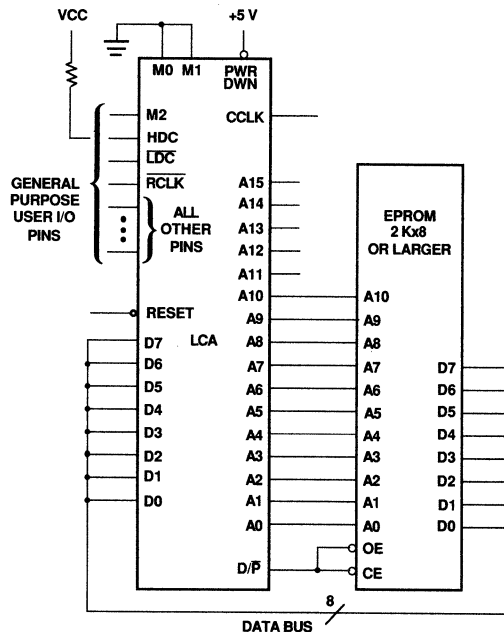 VCC
+5 V
M0 M1
PWR
DWN
M2
HDC
LDC
RCLK
GENERAL
PURPOSE
USER I/O
PINS
ALL
OTHER
PINS
RESET
LCA
D7
D6
D5
D4
D3
D2
D1
D0
CCLK
A15
A14
A13
A12
A11
A10
A9
A8
A7
A6
A5
A4
A3
A2
A1
A0
D/P
EPROM
2 Kx8
OR LARGER
A10
A9
A8
A7
A6
A5
A4
A3
A2
A1
A0
OE
CE
D7
D6
D5
D4
D3
D2
D1
D0
8
DATA BUS